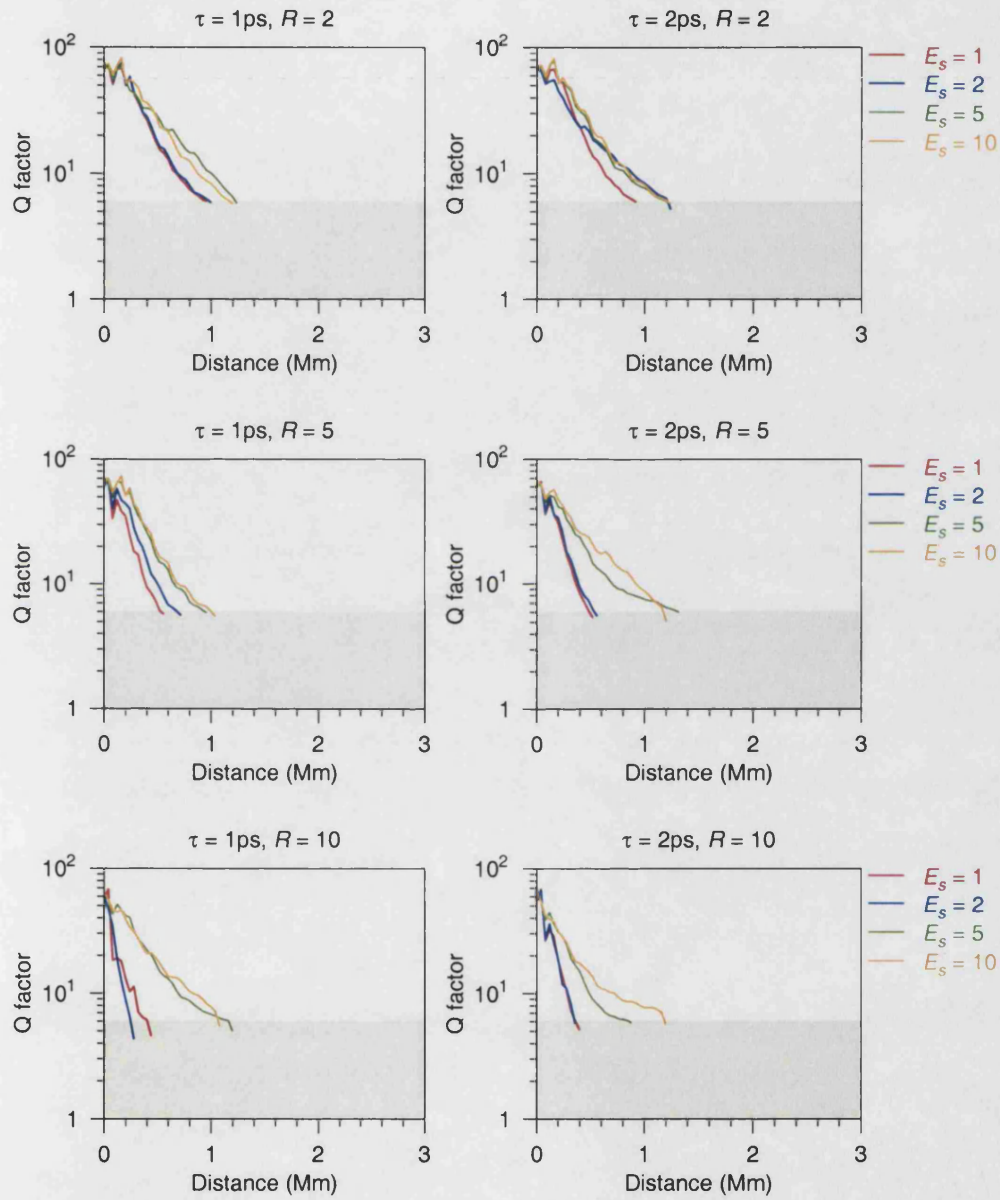 τ = 1ps, R = 2
τ = 2ps, R = 2
10²
10¹
1
Q factor
0 1 2 3
Distance (Mm)
10²
10¹
1
Q factor
0 1 2 3
Distance (Mm)
Eₛ = 1
Eₛ = 2
Eₛ = 5
Eₛ = 10
τ = 1ps, R = 5
τ = 2ps, R = 5
10²
10¹
1
Q factor
0 1 2 3
Distance (Mm)
10²
10¹
1
Q factor
0 1 2 3
Distance (Mm)
Eₛ = 1
Eₛ = 2
Eₛ = 5
Eₛ = 10
τ = 1ps, R = 10
τ = 2ps, R = 10
10²
10¹
1
Q factor
0 1 2 3
Distance (Mm)
10²
10¹
1
Q factor
0 1 2 3
Distance (Mm)
Eₛ = 1
Eₛ = 2
Eₛ = 5
Eₛ = 10